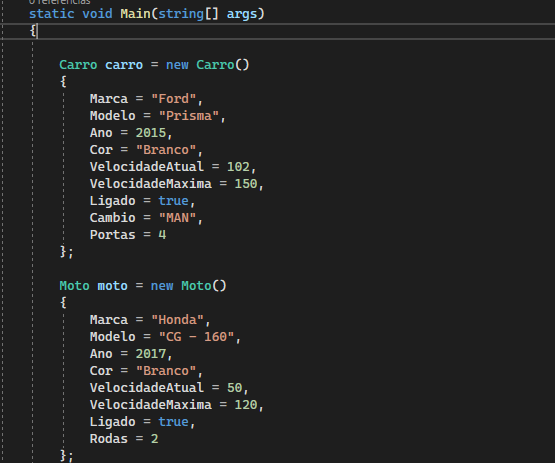 0 referências
static void Main(string[] args)
{
Carro carro = new Carro()
{
Marca = "Ford",
Modelo = "Prisma",
Ano = 2015,
Cor = "Branco",
VelocidadeAtual = 102,
VelocidadeMaxima = 150,
Ligado = true,
Cambio = "MAN",
Portas = 4
};
Moto moto = new Moto()
{
Marca = "Honda",
Modelo = "CG - 160",
Ano = 2017,
Cor = "Branco",
VelocidadeAtual = 50,
VelocidadeMaxima = 120,
Ligado = true,
Rodas = 2
};